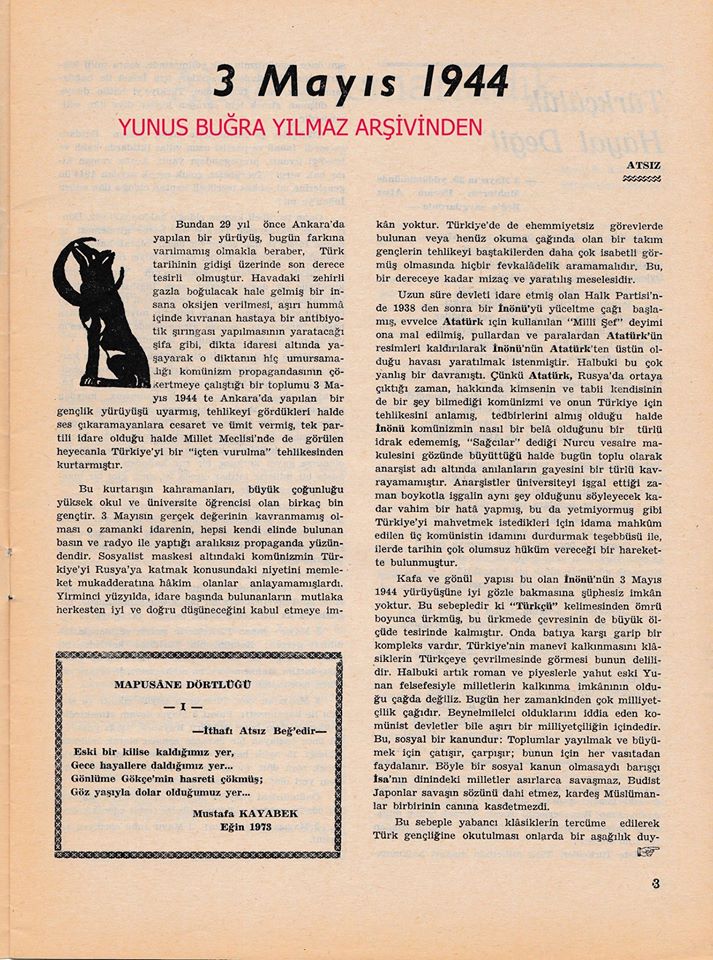 3 Mayıs 1944
YUNUS BUĞRA YILMAZ ARŞİVİNDEN
ATSIZ
Bundan 29 yıl önce Ankara'da
yapılan bir yürüyüş, bugün farkına
varılmamış olmakla beraber, Türk
tarihinin gidişi üzerinde son derece
tesirli olmuştur. Havadaki zehirli
gazla boğulacak hale gelmiş bir in-
sana oksijen verilmesi, aşırı hummâ
içinde kıvranan hastaya bir antibiyo-
tik şırıngası yapılmasının yaratacağı
şifa gibi, dikta idaresi altında ya-
şayarak o diktanın hiç umursama-
dığı komünizm propagandasının çö-
kertmeye çalıştığı bir toplumu 3 Ma-
yıs 1944 te Ankara'da yapılan bir
gençlik yürüyüşü uyarmış, tehlikeyi gördükleri halde
ses çıkaramayanlara cesaret ve ümit vermiş, tek par-
tili idare olduğu halde Millet Meclisi'nde de görülen
heyecanla Türkiye'yi bir "içten vurulma" tehlikesinden
kurtarmıştır.
Bu kurtarışın kahramanları, büyük çoğunluğu
yüksek okul ve üniversite öğrencisi olan birkaç bin
gençtir. 3 Mayısın gerçek değerinin kavranmamış ol-
ması o zamanki idarenin, hepsi kendi elinde bulunan
basın ve radyo ile yaptığı aralıksız propaganda yüzün-
dendir. Sosyalist maskesi altındaki komünizmin Tür-
kiye'yi Rusya'ya katmak konusundaki niyetini memle-
ket mukadderatına hâkim olanlar anlayamamışlardı.
Yirminci yüzyılda, idare başında bulunanların mutlaka
herkesten iyi ve doğru düşüneceğini kabul etmeye im-
MAPUSÂNE DÖRTLÜĞÜ
— I —
—İthafı Atsız Beğ'edir—
Eski bir kilise kaldığımız yer,
Gece hayallere daldığımız yer...
Gönlüme Gökçe'min hasreti çökmüş;
Göz yaşıyla dolar olduğumuz yer...
Mustafa KAYABEK
Eğin 1973
kân yoktur. Türkiye'de de ehemmiyetsiz görevlerde
bulunan veya henüz okuma çağında olan bir takım
gençlerin tehlikeyi baştakilerden daha çok isabetli gör-
müş olmasında hiçbir fevkalâdelik aramamalıdır. Bu,
bir dereceye kadar mizaç ve yaratılış meselesidir.
Uzun süre devleti idare etmiş olan Halk Partisi'n-
de 1938 den sonra bir İnönü'yü yüceltme çağı başla-
mış, evvelce Atatürk için kullanılan "Millî Şef" deyimi
ona mal edilmiş, pullardan ve paralardan Atatürk'ün
resimleri kaldırılarak İnönü'nün Atatürk'ten üstün ol-
duğu havası yaratılmak istenmiştir. Halbuki bu çok
yanlış bir davranıştı. Çünkü Atatürk, Rusya'da ortaya
çıktığı zaman, hakkında kimsenin ve tabii kendisinin
de bir şey bilmediği komünizmi ve onun Türkiye için
tehlikesini anlamış, tedbirlerini almış olduğu halde
İnönü komünizmin nasıl bir belâ olduğunu bir türlü
idrak edememiş, "Sağcılar" dediği Nurcu vesaire ma-
kulesini gözünde büyüttüğü halde bugün toplu olarak
anarşist adı altında anılanların gayesini bir türlü kav-
rayamamıştır. Anarşistler üniversiteyi işgal ettiği za-
man boykotla işgalin aynı şey olduğunu söyleyecek ka-
dar vahim bir hatâ yapmış, bu da yetmiyormuş gibi
Türkiye'yi mahvetmek istedikleri için idama mahkûm
edilen üç komünistin idamını durdurmak teşebbüsü ile,
ilerde tarihin çok olumsuz hüküm vereceği bir hareket-
te bulunmuştur.
Kafa ve gönül yapısı bu olan İnönü'nün 3 Mayıs
1944 yürüyüşüne iyi gözle bakmasına şüphesiz imkân
yoktur. Bu sebepledir ki "Türkçü" kelimesinden ömrü
boyunca ürkmüş, bu ürkmede çevresinin de büyük öl-
çüde tesirinde kalmıştır. Onda batıya karşı garip bir
kompleks vardır. Türkiye'nin manevî kalkınmasını klâ-
siklerin Türkçeye çevrilmesinde görmesi bunun delili-
dir. Halbuki artık roman ve piyeslerle yahut eski Yu-
nan felsefesiyle milletlerin kalkınma imkânının oldu-
ğu çağda değiliz. Bugün her zamankinden çok milliyet-
çilik çağıdır. Beynelmilelci olduklarını iddia eden ko-
münist devletler bile aşırı bir milliyetçiliğin içindedir.
Bu, sosyal bir kanundur: Toplumlar yayılmak ve büyü-
mek için çatışır, çarpışır; bunun için her vasıtadan
faydalanır. Böyle bir sosyal kanun olmasaydı barışçı
İsa'nın dinindeki milletler asırlarca savaşmaz, Budist
Japonlar savaşın sözünü dahi etmez, kardeş Müslüman-
lar birbirinin canına kasdetmezdi.
Bu sebeple yabancı klâsiklerin tercüme edilerek
Türk gençliğine okutulması onlarda bir aşağılık duy-
3